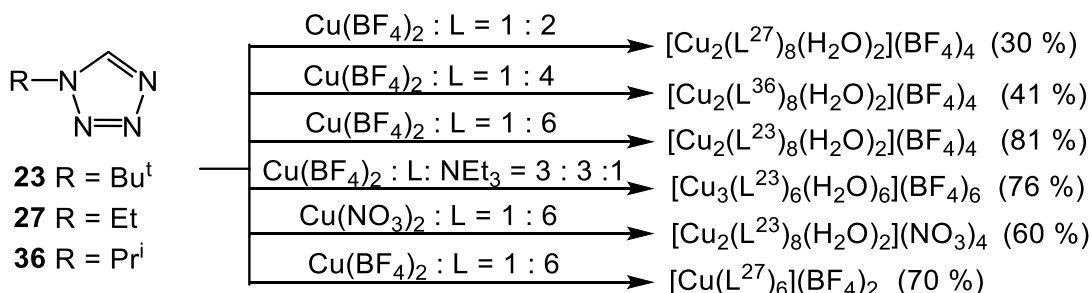 R N N N=N
23 R = Buᵗ
27 R = Et
36 R = Prⁱ
Cu(BF₄)₂ : L = 1 : 2 [Cu₂(L²⁷)₈(H₂O)₂](BF₄)₄ (30 %)
Cu(BF₄)₂ : L = 1 : 4 [Cu₂(L³⁶)₈(H₂O)₂](BF₄)₄ (41 %)
Cu(BF₄)₂ : L = 1 : 6 [Cu₂(L²³)₈(H₂O)₂](BF₄)₄ (81 %)
Cu(BF₄)₂ : L: NEt₃ = 3 : 3 :1 [Cu₃(L²³)₆(H₂O)₆](BF₄)₆ (76 %)
Cu(NO₃)₂ : L = 1 : 6 [Cu₂(L²³)₈(H₂O)₂](NO₃)₄ (60 %)
Cu(BF₄)₂ : L = 1 : 6 [Cu(L²⁷)₆](BF₄)₂ (70 %)